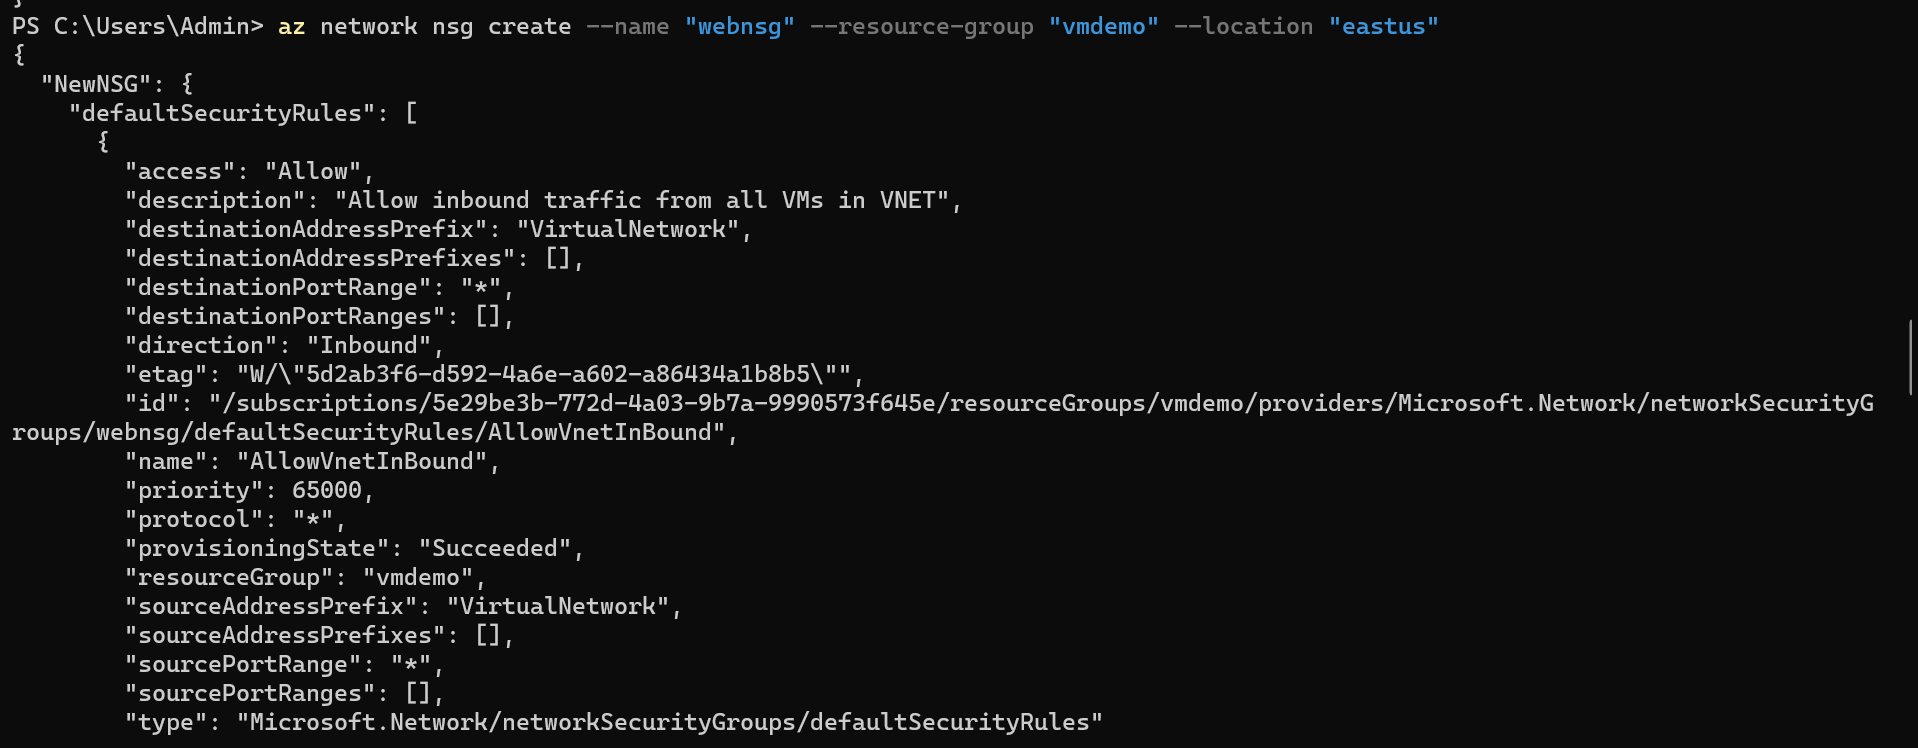 }
PS C:\Users\Admin> az network nsg create --name "webnsg" --resource-group "vmdemo" --location "eastus"
{
  "NewNSG": {
    "defaultSecurityRules": [
      {
        "access": "Allow",
        "description": "Allow inbound traffic from all VMs in VNET",
        "destinationAddressPrefix": "VirtualNetwork",
        "destinationAddressPrefixes": [],
        "destinationPortRange": "*",
        "destinationPortRanges": [],
        "direction": "Inbound",
        "etag": "W/\"5d2ab3f6-d592-4a6e-a602-a86434a1b8b5\"",
        "id": "/subscriptions/5e29be3b-772d-4a03-9b7a-9990573f645e/resourceGroups/vmdemo/providers/Microsoft.Network/networkSecurityG
roups/webnsg/defaultSecurityRules/AllowVnetInBound",
        "name": "AllowVnetInBound",
        "priority": 65000,
        "protocol": "*",
        "provisioningState": "Succeeded",
        "resourceGroup": "vmdemo",
        "sourceAddressPrefix": "VirtualNetwork",
        "sourceAddressPrefixes": [],
        "sourcePortRange": "*",
        "sourcePortRanges": [],
        "type": "Microsoft.Network/networkSecurityGroups/defaultSecurityRules"